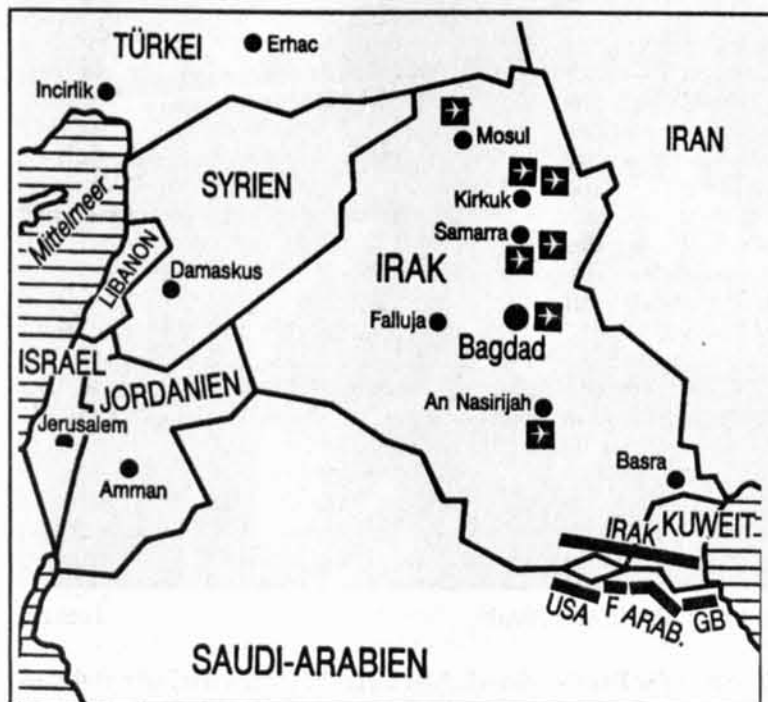 TÜRKEI
Erhac
Incirlik
Mosul
IRAN
SYRIEN
Kirkuk
Mittelmeer
Samarra
LIBANON
IRAK
Damaskus
Falluja
Bagdad
ISRAEL
JORDANIEN
An Nasirijah
Jerusalem
Amman
Basra
IRAK
KUWEIT
USA
F
ARAB.
GB
SAUDI-ARABIEN